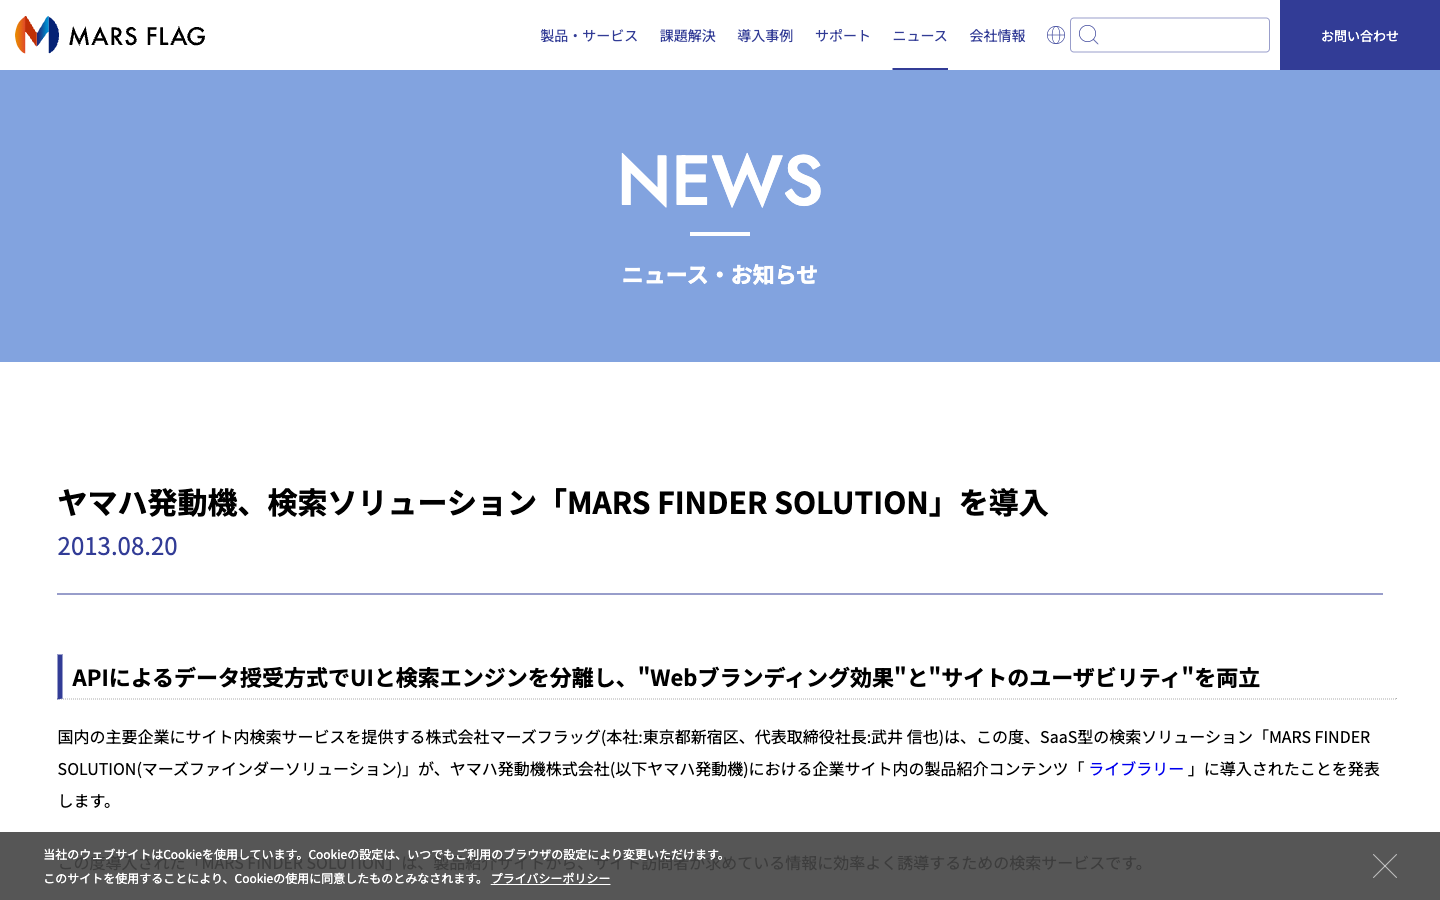 MARS FLAG
製品・サービス 課題解決 導入事例 サポート ニュース 会社情報 お問い合わせ
NEWS
ニュース・お知らせ
ヤマハ発動機、検索ソリューション「MARS FINDER SOLUTION」を導入
2013.08.20
APIによるデータ授受方式でUIと検索エンジンを分離し、"Webブランディング効果"と"サイトのユーザビリティ"を両立
国内の主要企業にサイト内検索サービスを提供する株式会社マーズフラッグ(本社:東京都新宿区、代表取締役社長:武井 信也)は、この度、SaaS型の検索ソリューション「MARS FINDER
SOLUTION(マーズファインダーソリューション)」が、ヤマハ発動機株式会社(以下ヤマハ発動機)における企業サイト内の製品紹介コンテンツ「 ライブラリー 」に導入されたことを発表
します。
当社のウェブサイトはCookieを使用しています。Cookieの設定は、いつでもご利用のブラウザの設定により変更いただけます。
この度導入された「MARS FINDER SOLUTION」は、製品紹介サイトから、サイト訪問者が求めている情報に効率よく誘導するための検索サービスです。
このサイトを使用することにより、Cookieの使用に同意したものとみなされます。 プライバシーポリシー